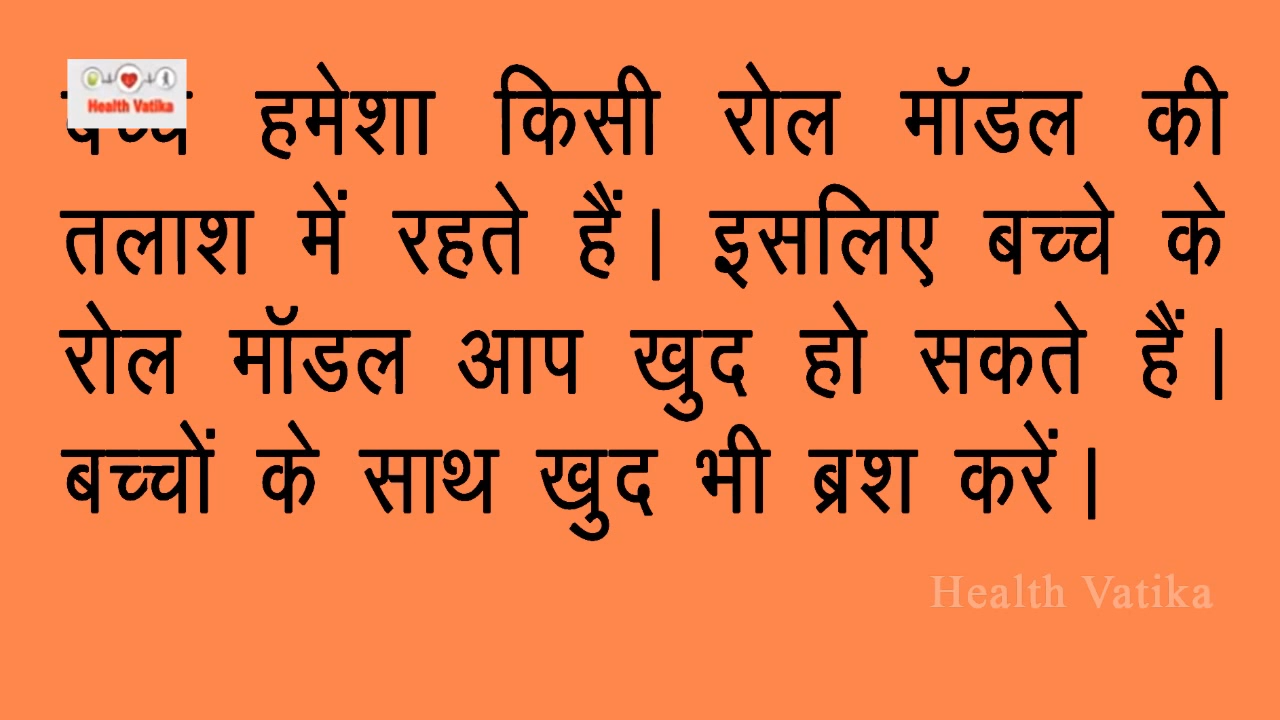 Health Vatika
हमेशा किसी रोल मॉडल की
तलाश में रहते हैं। इसलिए बच्चे के
रोल मॉडल आप खुद हो सकते हैं।
बच्चों के साथ खुद भी ब्रश करें।
Health Vatika